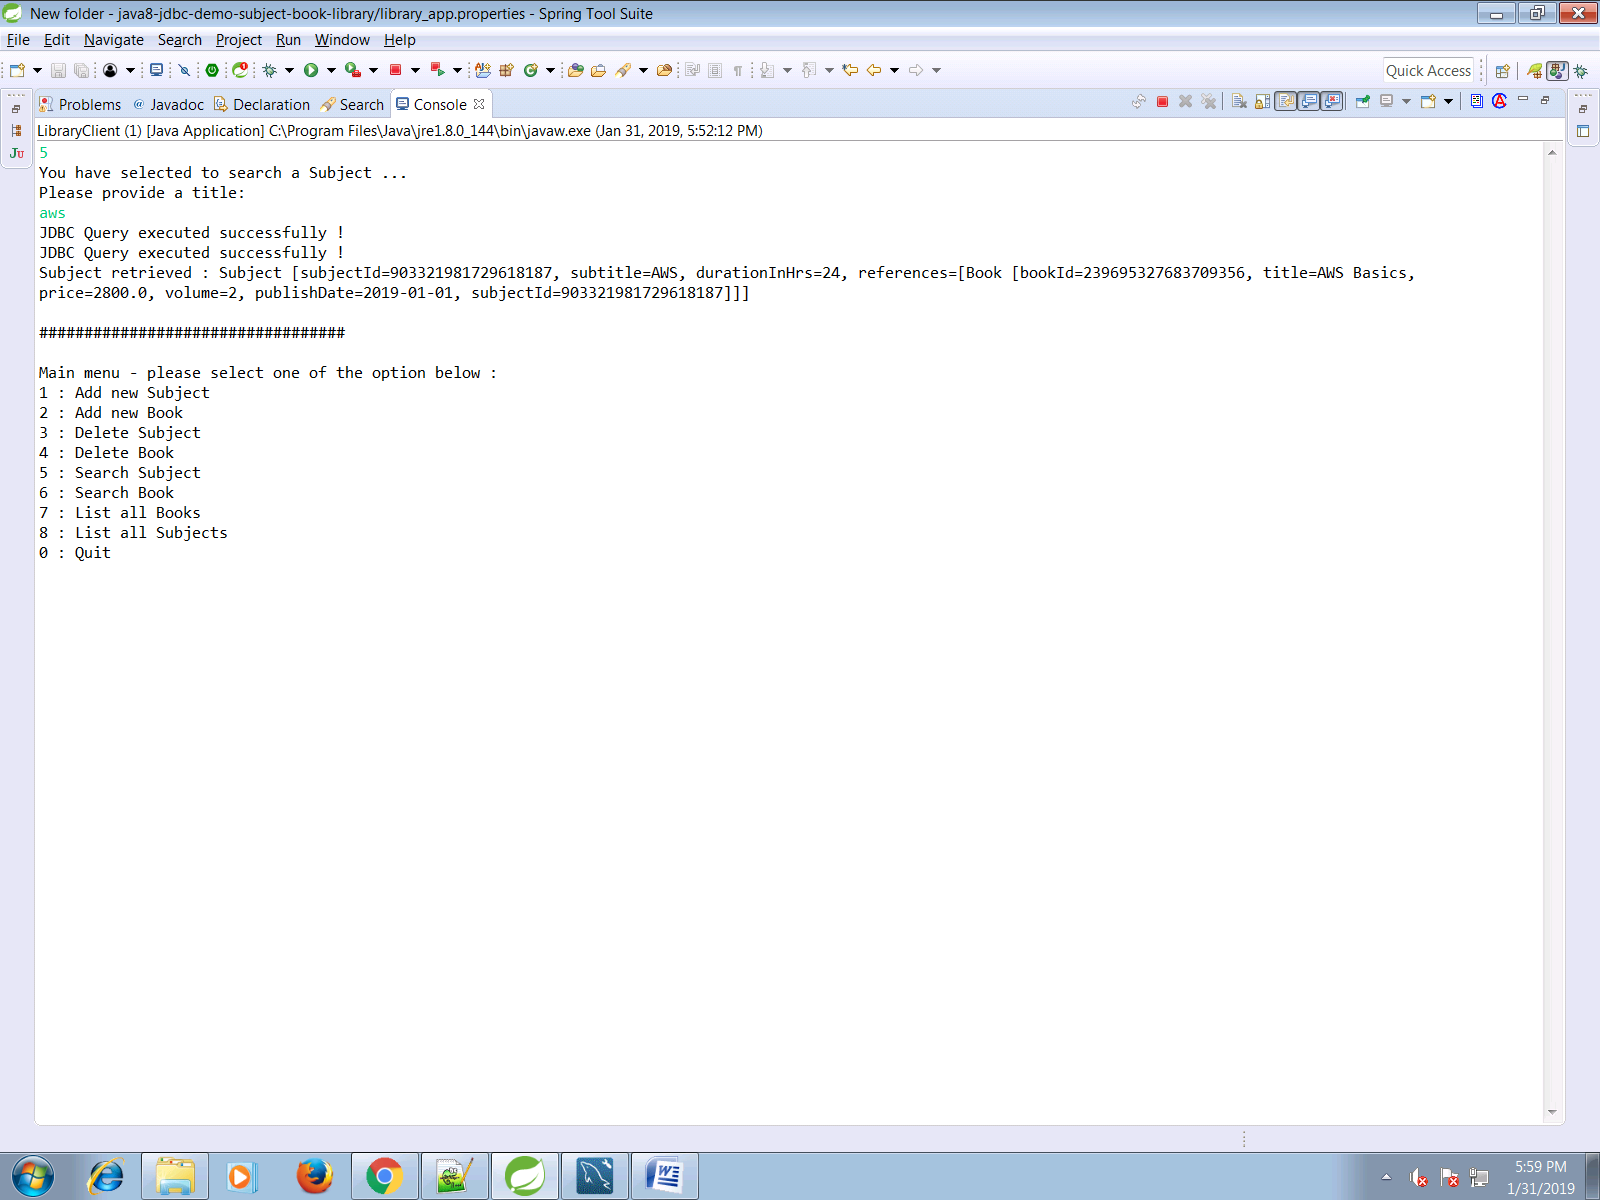 New folder - java8-jdbc-demo-subject-book-library/library_app.properties - Spring Tool Suite
File Edit Navigate Search Project Run Window Help
Quick Access
Problems @ Javadoc Declaration Search Console
LibraryClient (1) [Java Application] C:\Program Files\Java\jre1.8.0_144\bin\javaw.exe (Jan 31, 2019, 5:52:12 PM)
5
You have selected to search a Subject ...
Please provide a title:
aws
JDBC Query executed successfully !
JDBC Query executed successfully !
Subject retrieved : Subject [subjectId=903321981729618187, subtitle=AWS, durationInHrs=24, references=[Book [bookId=239695327683709356, title=AWS Basics,
price=2800.0, volume=2, publishDate=2019-01-01, subjectId=903321981729618187]]]
##################################
Main menu - please select one of the option below :
1 : Add new Subject
2 : Add new Book
3 : Delete Subject
4 : Delete Book
5 : Search Subject
6 : Search Book
7 : List all Books
8 : List all Subjects
0 : Quit
5:59 PM
1/31/2019